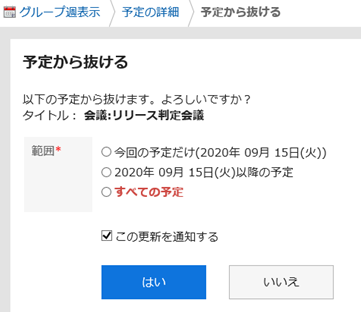 グループ週表示 予定の詳細 予定から抜ける
予定から抜ける
以下の予定から抜けます。よろしいですか？
タイトル： 会議:リリース判定会議
範囲*
今回の予定だけ(2020年 09月 15日(火))
2020年 09月 15日(火)以降の予定
すべての予定
この更新を通知する
はい いいえ